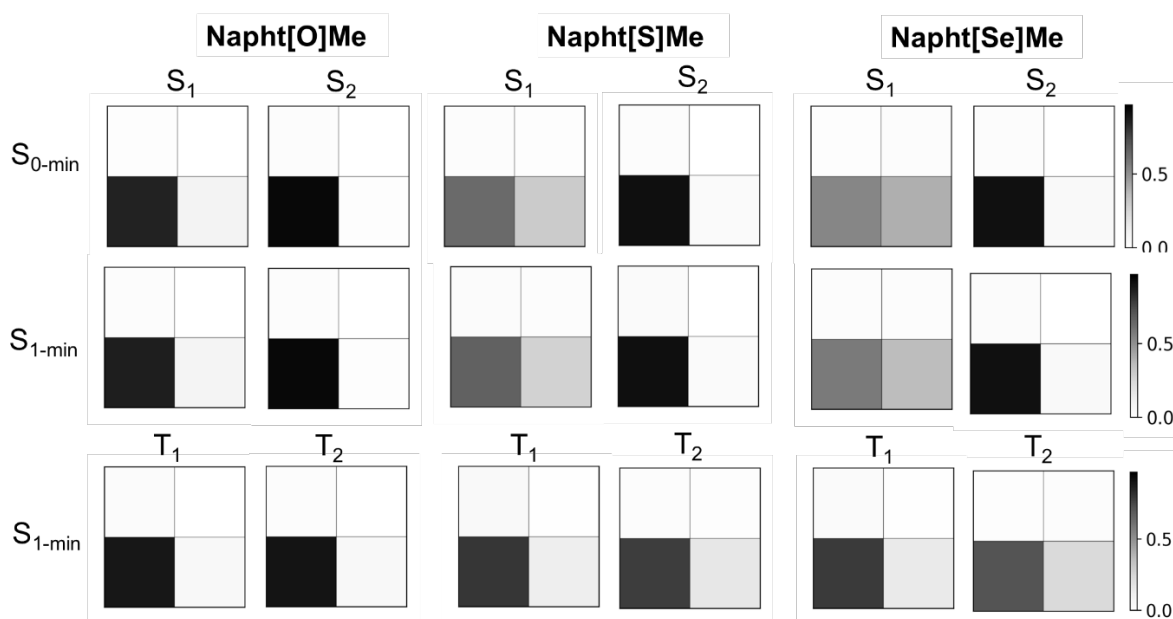 Napht[O]Me Napht[S]Me Napht[Se]Me
S₁ S₂ S₁ S₂ S₁ S₂
S₀₋min
0.5
0.0
S₁₋min
0.5
0.0
T₁ T₂ T₁ T₂ T₁ T₂
S₁₋min
0.5
0.0